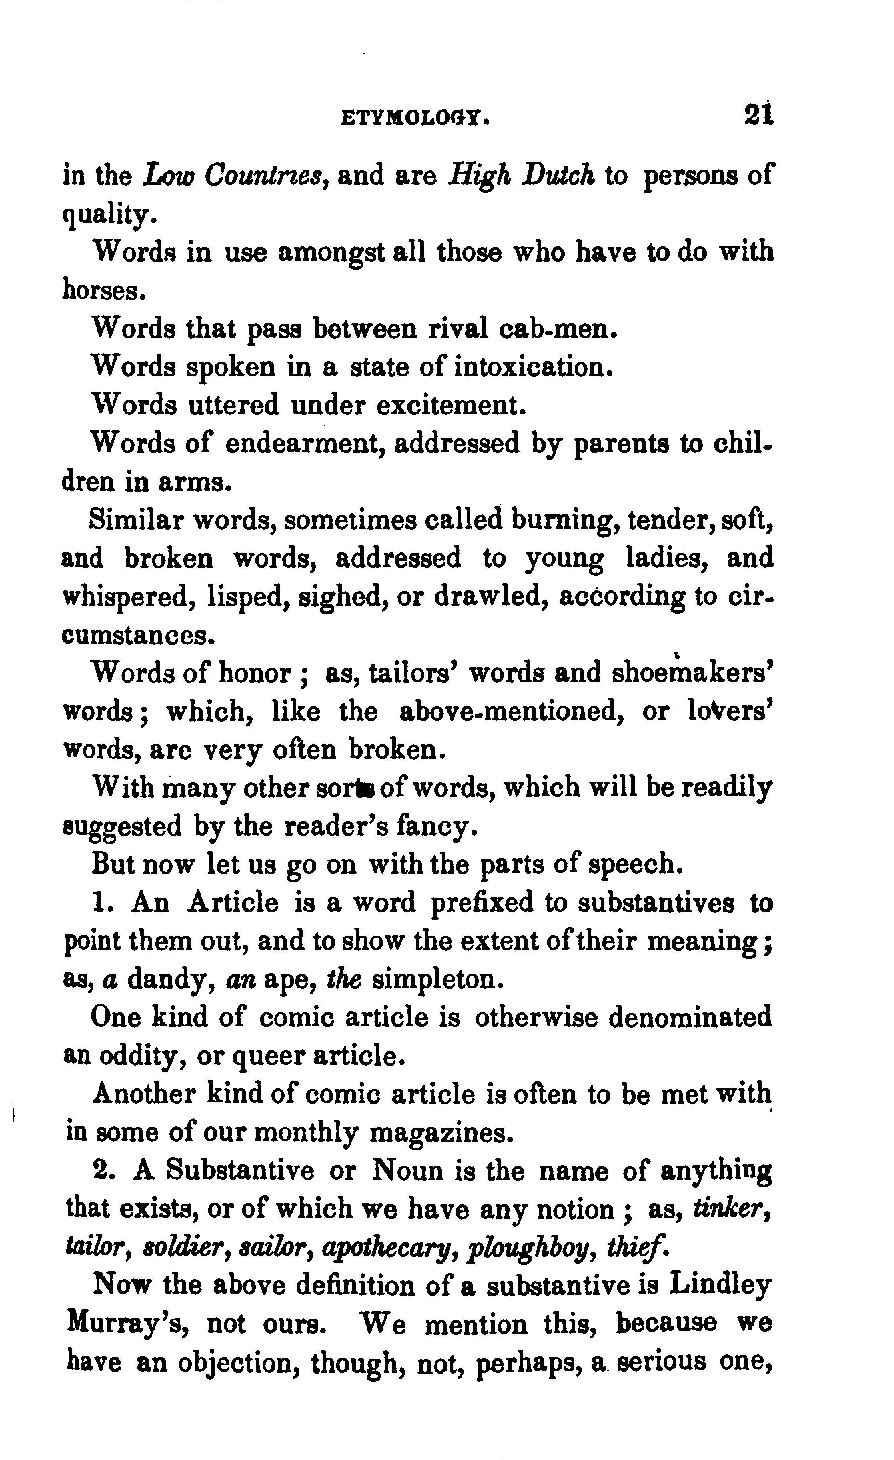 ETYMOLOGY. 21
in the Low Countries, and are High Dutch to persons of
quality.
Words in use amongst all those who have to do with
horses.
Words that pass between rival cab-men.
Words spoken in a state of intoxication.
Words uttered under excitement.
Words of endearment, addressed by parents to chil-
dren in arms.
Similar words, sometimes called burning, tender, soft,
and broken words, addressed to young ladies, and
whispered, lisped, sighed, or drawled, according to cir-
cumstances.
Words of honor ; as, tailors' words and shoemakers'
words ; which, like the above-mentioned, or lovers'
words, are very often broken.
With many other sorts of words, which will be readily
suggested by the reader's fancy.
But now let us go on with the parts of speech.
1. An Article is a word prefixed to substantives to
point them out, and to show the extent of their meaning ;
as, a dandy, an ape, the simpleton.
One kind of comic article is otherwise denominated
an oddity, or queer article.
Another kind of comic article is often to be met with
in some of our monthly magazines.
2. A Substantive or Noun is the name of anything
that exists, or of which we have any notion ; as, tinker,
tailor, soldier, sailor, apothecary, ploughboy, thief.
Now the above definition of a substantive is Lindley
Murray's, not ours. We mention this, because we
have an objection, though, not, perhaps, a serious one,